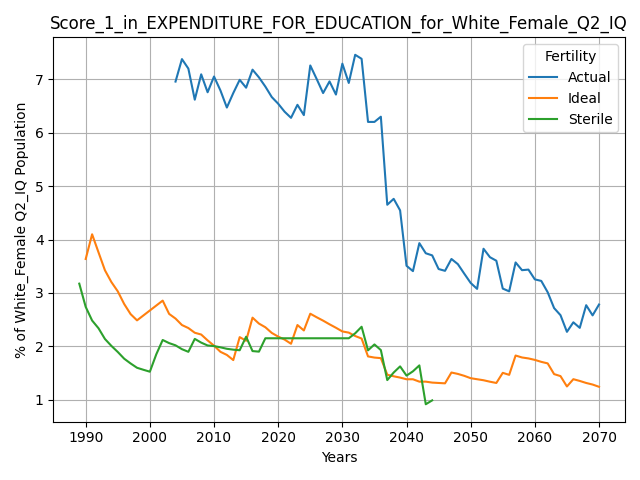 Score_1_in_EXPENDITURE_FOR_EDUCATION_for_White_Female_Q2_IQ
Fertility
Actual
Ideal
Sterile
% of White_Female Q2_IQ Population
7
6
5
4
3
2
1
1990 2000 2010 2020 2030 2040 2050 2060 2070
Years